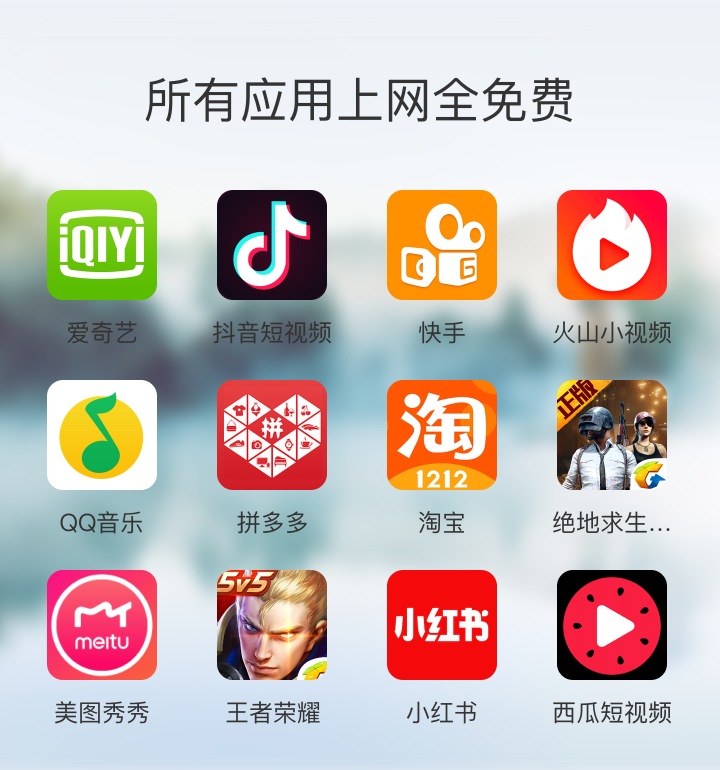 所有应用上网全免费
iQIYI
爱奇艺
抖音短视频
快手
火山小视频
QQ音乐
拼
拼多多
淘
1212
淘宝
正版
绝地求生...
meitu
美图秀秀
5v5
王者荣耀
小红书
小红书
西瓜短视频